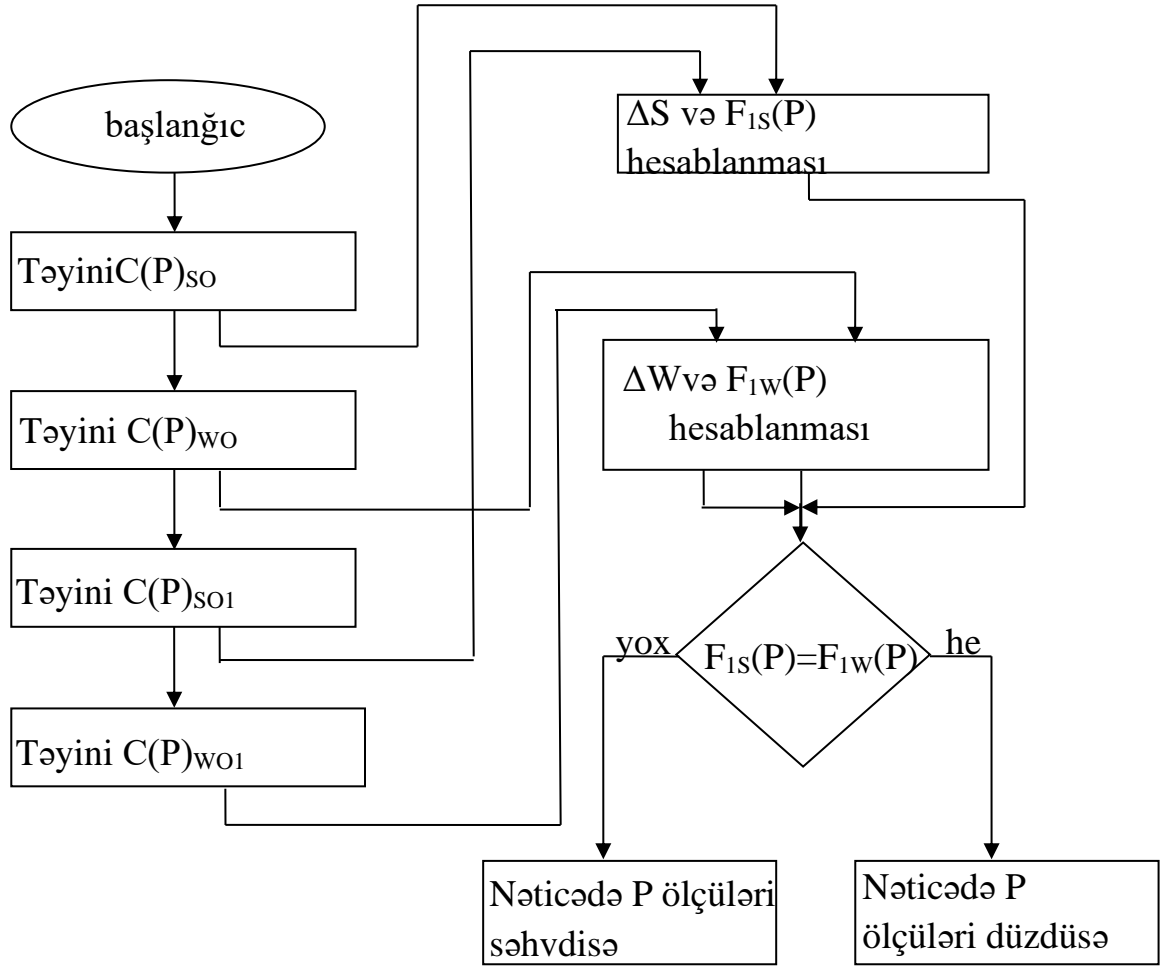 başlanğıc
TəyiniC(P)SO
Təyini C(P)WO
Təyini C(P)SO1
Təyini C(P)WO1
ΔS və F1S(P)
hesablanması
ΔWvə F1W(P)
hesablanması
yox
F1S(P)=F1W(P)
he
Nəticədə P ölçüləri
səhvdisə
Nəticədə P
ölçüləri düzdüsə